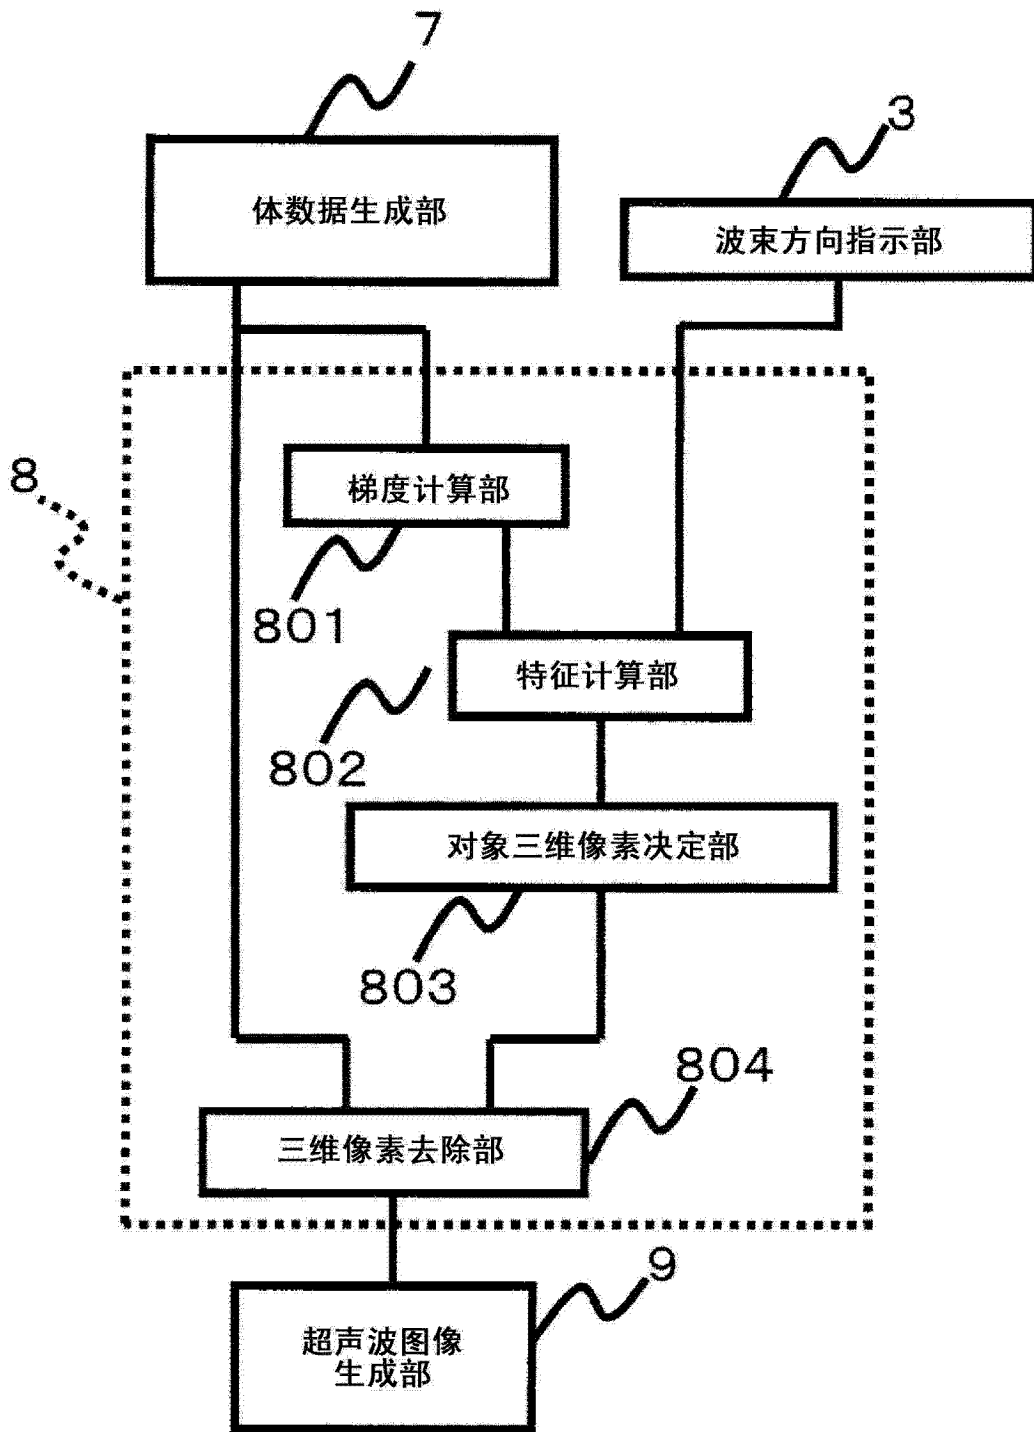 7
3
体数据生成部
波束方向指示部
8
梯度计算部
801
特征计算部
802
对象三维像素决定部
803
804
三维像素去除部
9
超声波图像
生成部